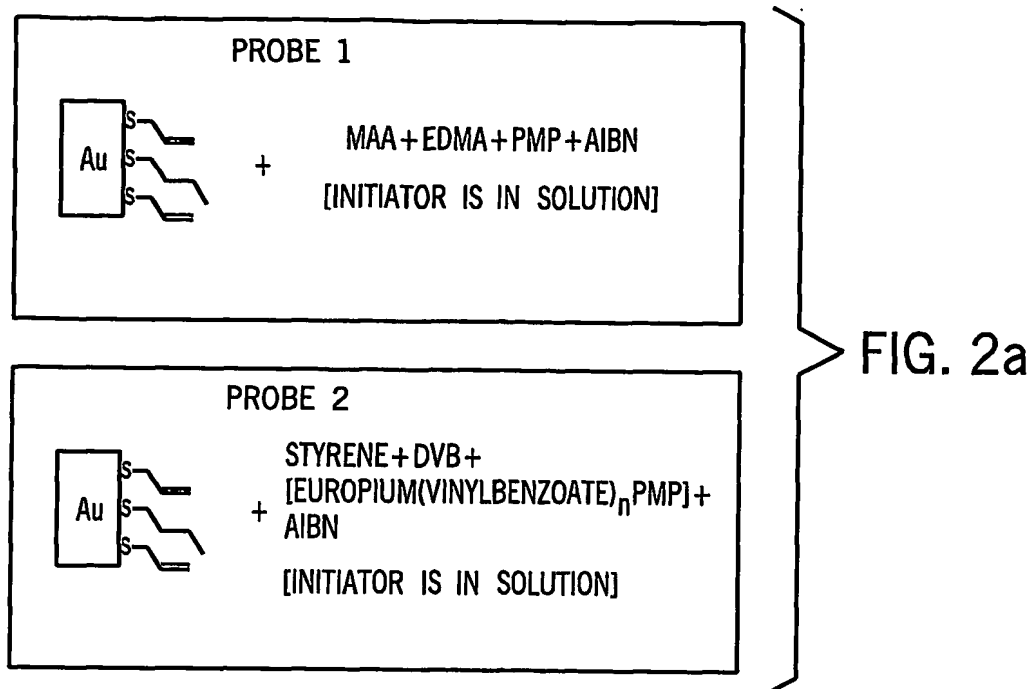 PROBE 1
S
S
S
Au
+
MAA+EDMA+PMP+AIBN
[INITIATOR IS IN SOLUTION]
PROBE 2
S
S
S
Au
+
STYRENE+DVB+
[EUROPIUM(VINYLBENZOATE)nPMP]+
AIBN
[INITIATOR IS IN SOLUTION]
FIG. 2a